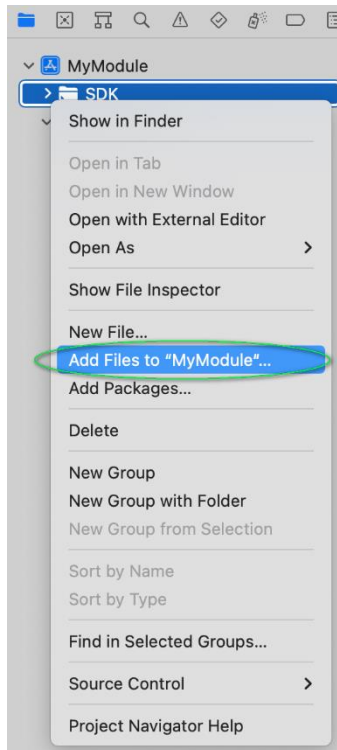 MyModule
SDK
Show in Finder
Open in Tab
Open in New Window
Open with External Editor
Open As
Show File Inspector
New File...
Add Files to “MyModule“...
Add Packages...
Delete
New Group
New Group with Folder
New Group from Selection
Sort by Name
Sort by Type
Find in Selected Groups...
Source Control
Project Navigator Help